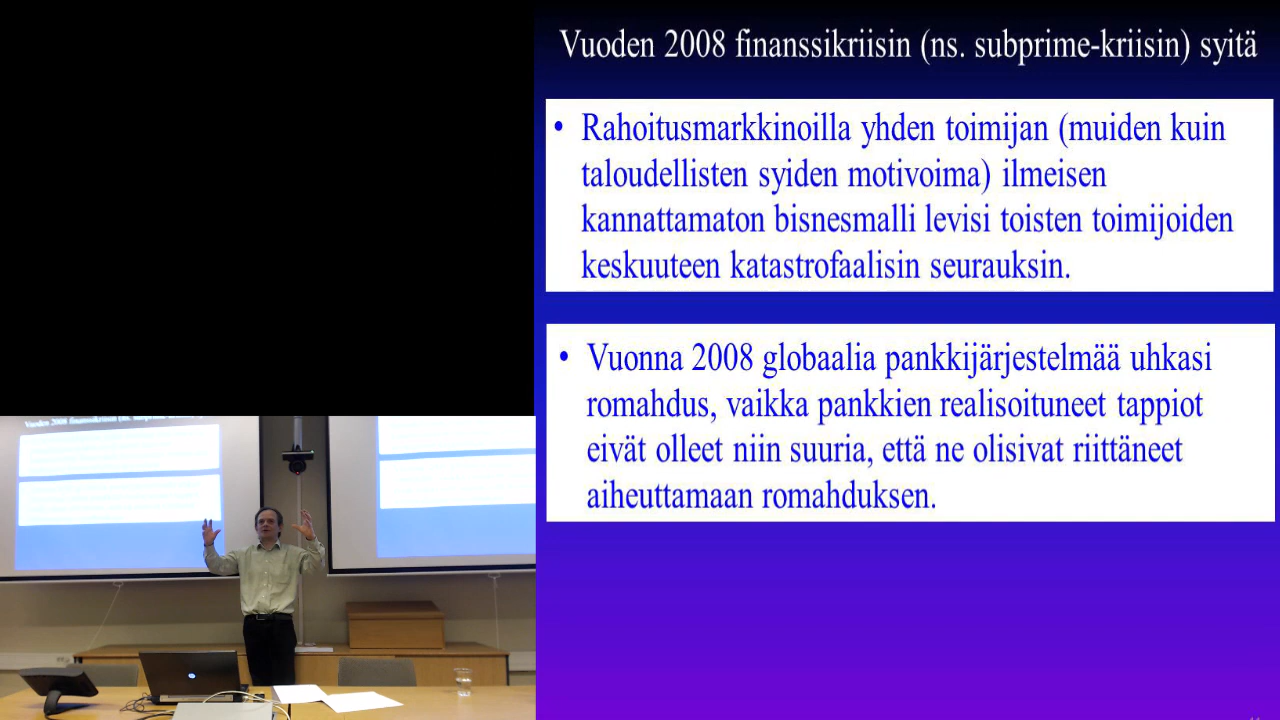 Vuoden 2008 finanssikriisin (ns. subprime-kriisin) syitä
• Rahoitusmarkkinoilla yhden toimijan (muiden kuin
taloudellisten syiden motivoima) ilmeisen
kannattamaton bisnesmalli levisi toisten toimijoiden
keskuuteen katastrofaalisin seurauksin.
• Vuonna 2008 globaalia pankkijärjestelmää uhkasi
romahdus, vaikka pankkien realisoituneet tappiot
eivät olleet niin suuria, että ne olisivat riittäneet
aiheuttamaan romahduksen.
Vuoden 2008